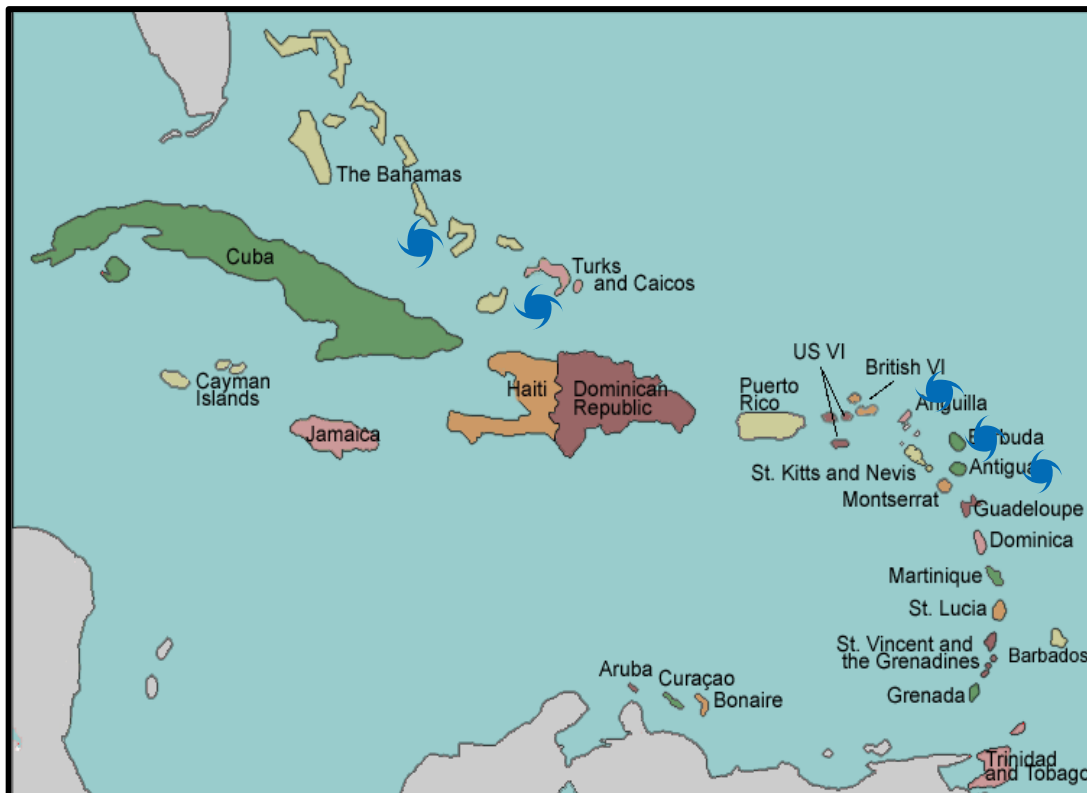 The Bahamas
Cuba
Turks
and Caicos
US VI
British VI
Cayman
Islands
Haiti
Dominican
Republic
Puerto
Rico
Anguilla
Jamaica
Barbuda
St. Kitts and Nevis
Antigua
Montserrat
Guadeloupe
Dominica
Martinique
St. Lucia
St. Vincent and
the Grenadines
Barbados
Aruba
Curaçao
Bonaire
Grenada
Trinidad
and Tobago